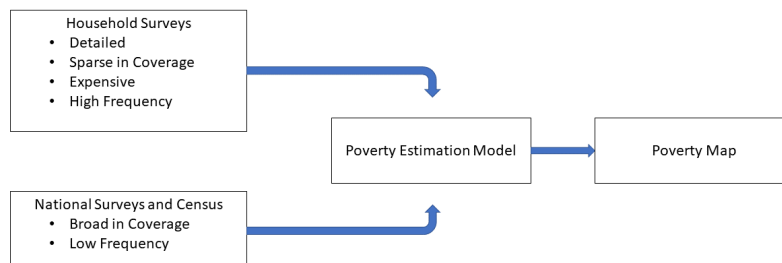 Household Surveys
• Detailed
• Sparse in Coverage
• Expensive
• High Frequency
Poverty Estimation Model
Poverty Map
National Surveys and Census
• Broad in Coverage
• Low Frequency